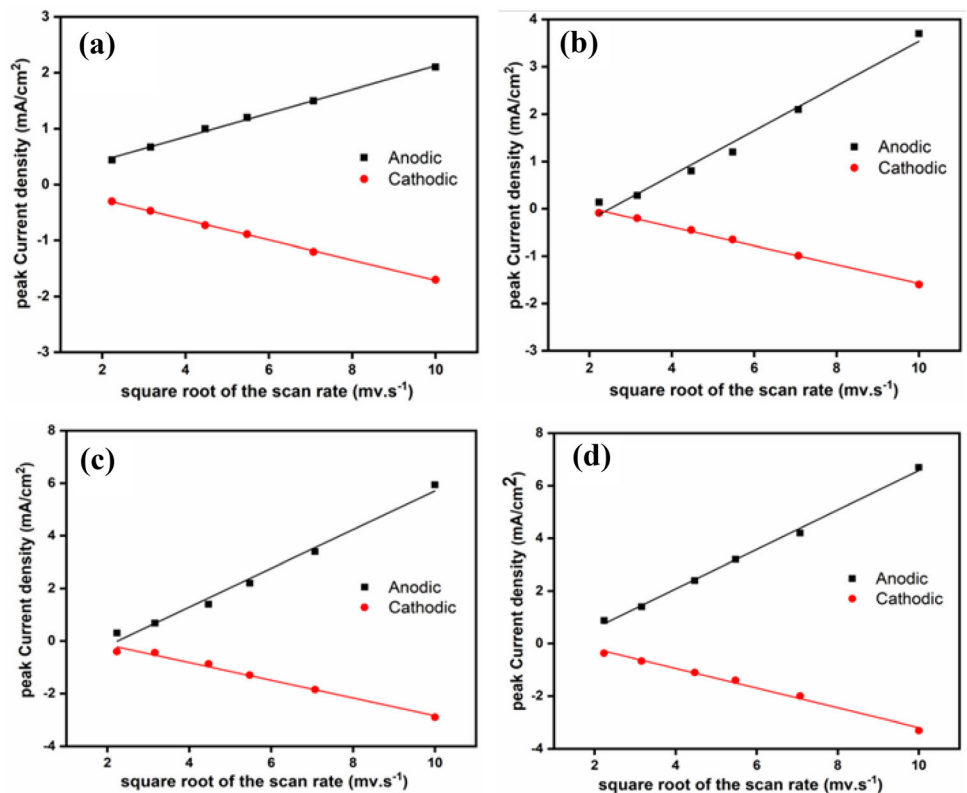 (a)
3
2
1
0
-1
-2
-3
peak Current density (mA/cm²)
Anodic
Cathodic
2 4 6 8 10
square root of the scan rate (mv.s⁻¹)
(b)
4
3
2
1
0
-1
-2
-3
peak Current density (mA/cm²)
Anodic
Cathodic
2 4 6 8 10
square root of the scan rate (mv.s⁻¹)
(c)
8
6
4
2
0
-2
-4
peak Current density (mA/cm²)
Anodic
Cathodic
2 4 6 8 10
square root of the scan rate (mv.s⁻¹)
(d)
8
6
4
2
0
-2
-4
peak Current density (mA/cm²)
Anodic
Cathodic
2 4 6 8 10
square root of the scan rate (mv.s⁻¹)